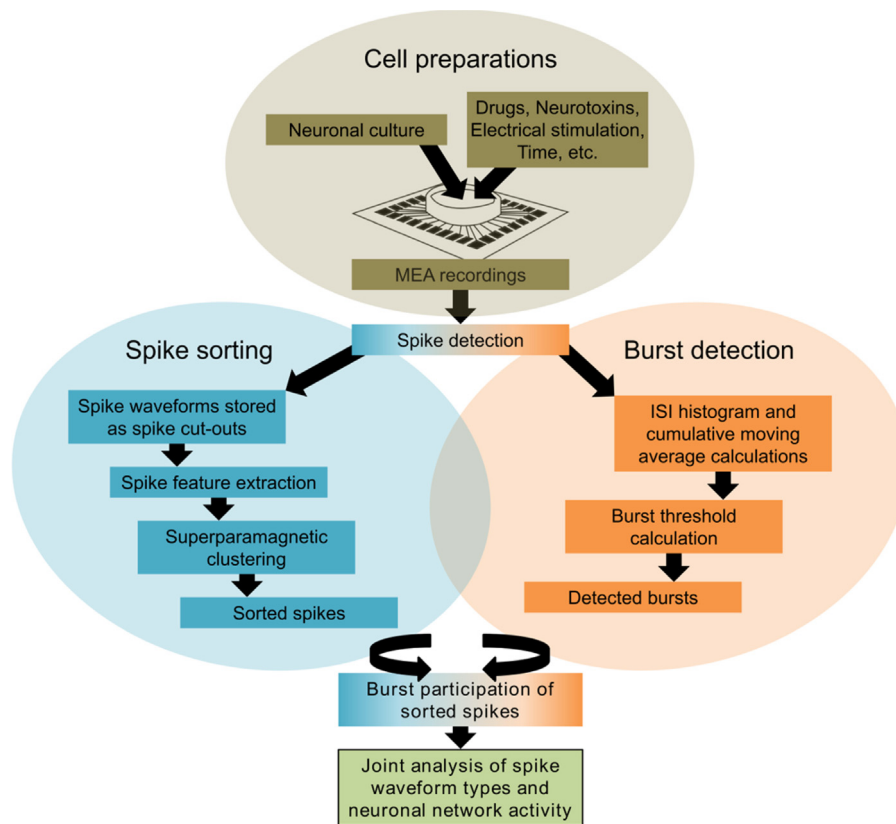 Cell preparations
Neuronal culture
Drugs, Neurotoxins,
Electrical stimulation,
Time, etc.
MEA recordings
Spike detection
Spike sorting
Spike waveforms stored
as spike cut-outs
Spike feature extraction
Superparamagnetic
clustering
Sorted spikes
Burst detection
ISI histogram and
cumulative moving
average calculations
Burst threshold
calculation
Detected bursts
Burst participation of
sorted spikes
Joint analysis of spike
waveform types and
neuronal network activity